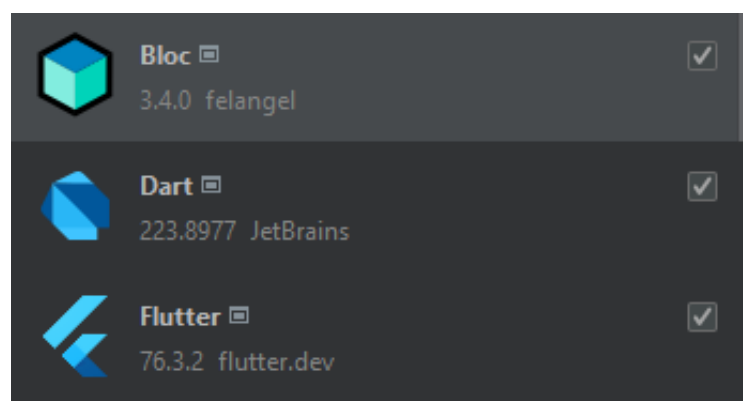 Bloc
3.4.0 felangel
Dart
223.8977 JetBrains
Flutter
76.3.2 flutter.dev